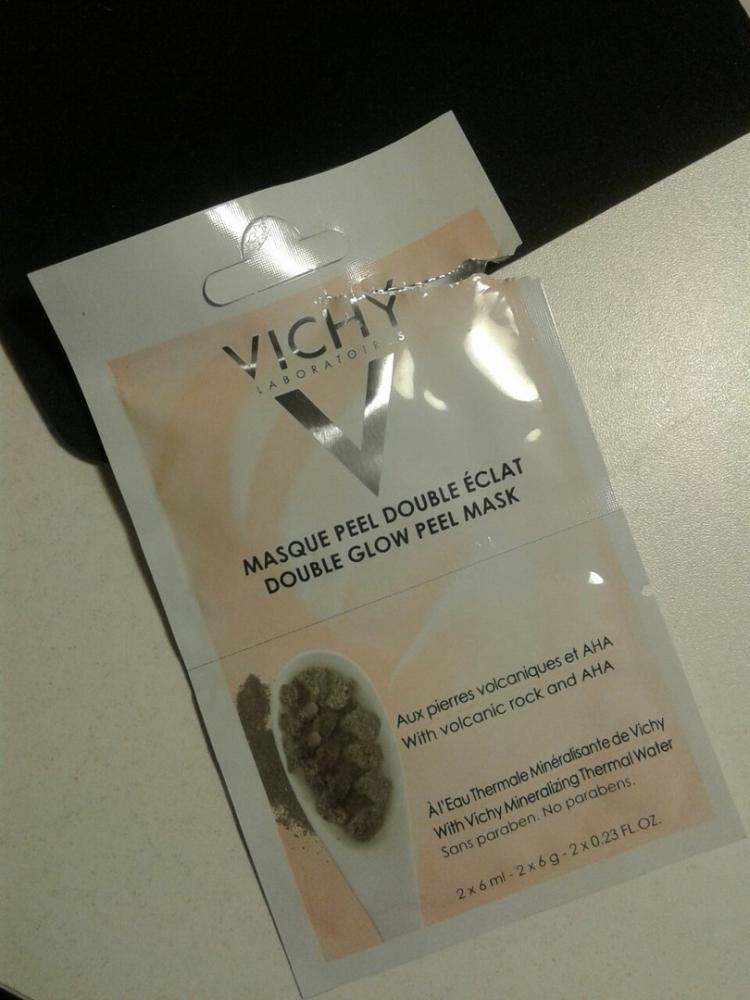 VICHY
LABORATOIRES
MASQUE PEEL DOUBLE ÉCLAT
DOUBLE GLOW PEEL MASK
Aux pierres volcaniques et AHA
With volcanic rock and AHA
À l'Eau Thermale Minéralisante de Vichy
With Vichy Mineralizing Thermal Water
Sans paraben. No parabens.
2 x 6 ml - 2 x 6 g - 2 x 0.23 FL.OZ.